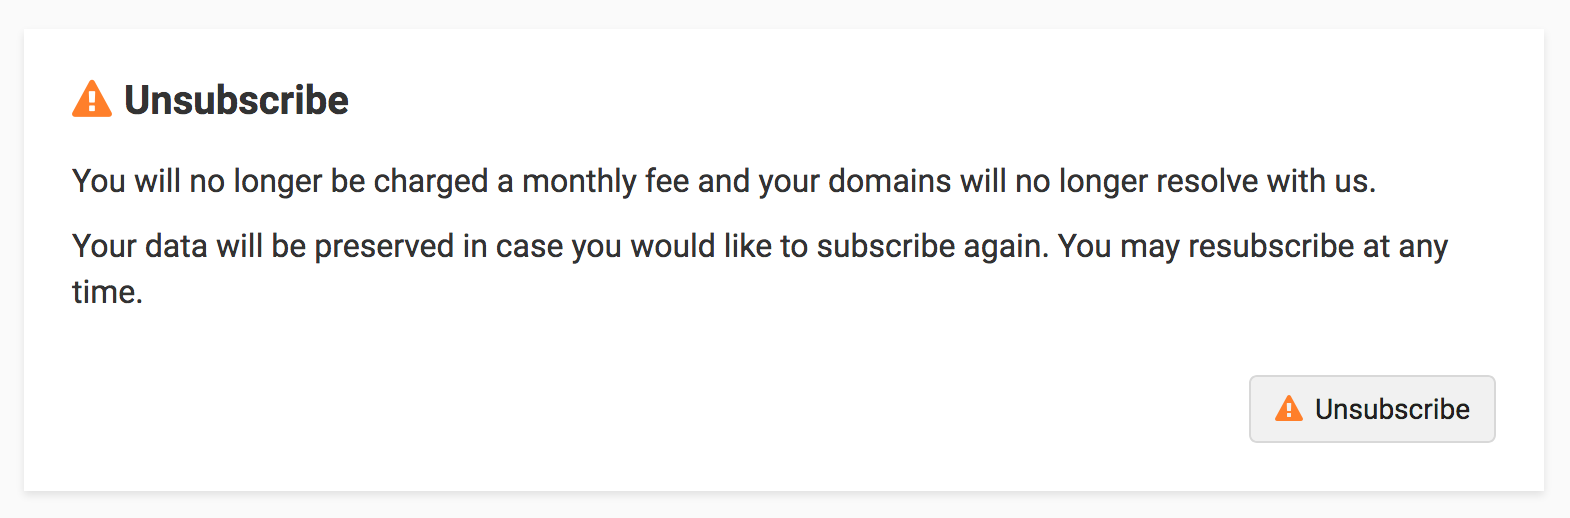 Unsubscribe
You will no longer be charged a monthly fee and your domains will no longer resolve with us.
Your data will be preserved in case you would like to subscribe again. You may resubscribe at any
time.
Unsubscribe